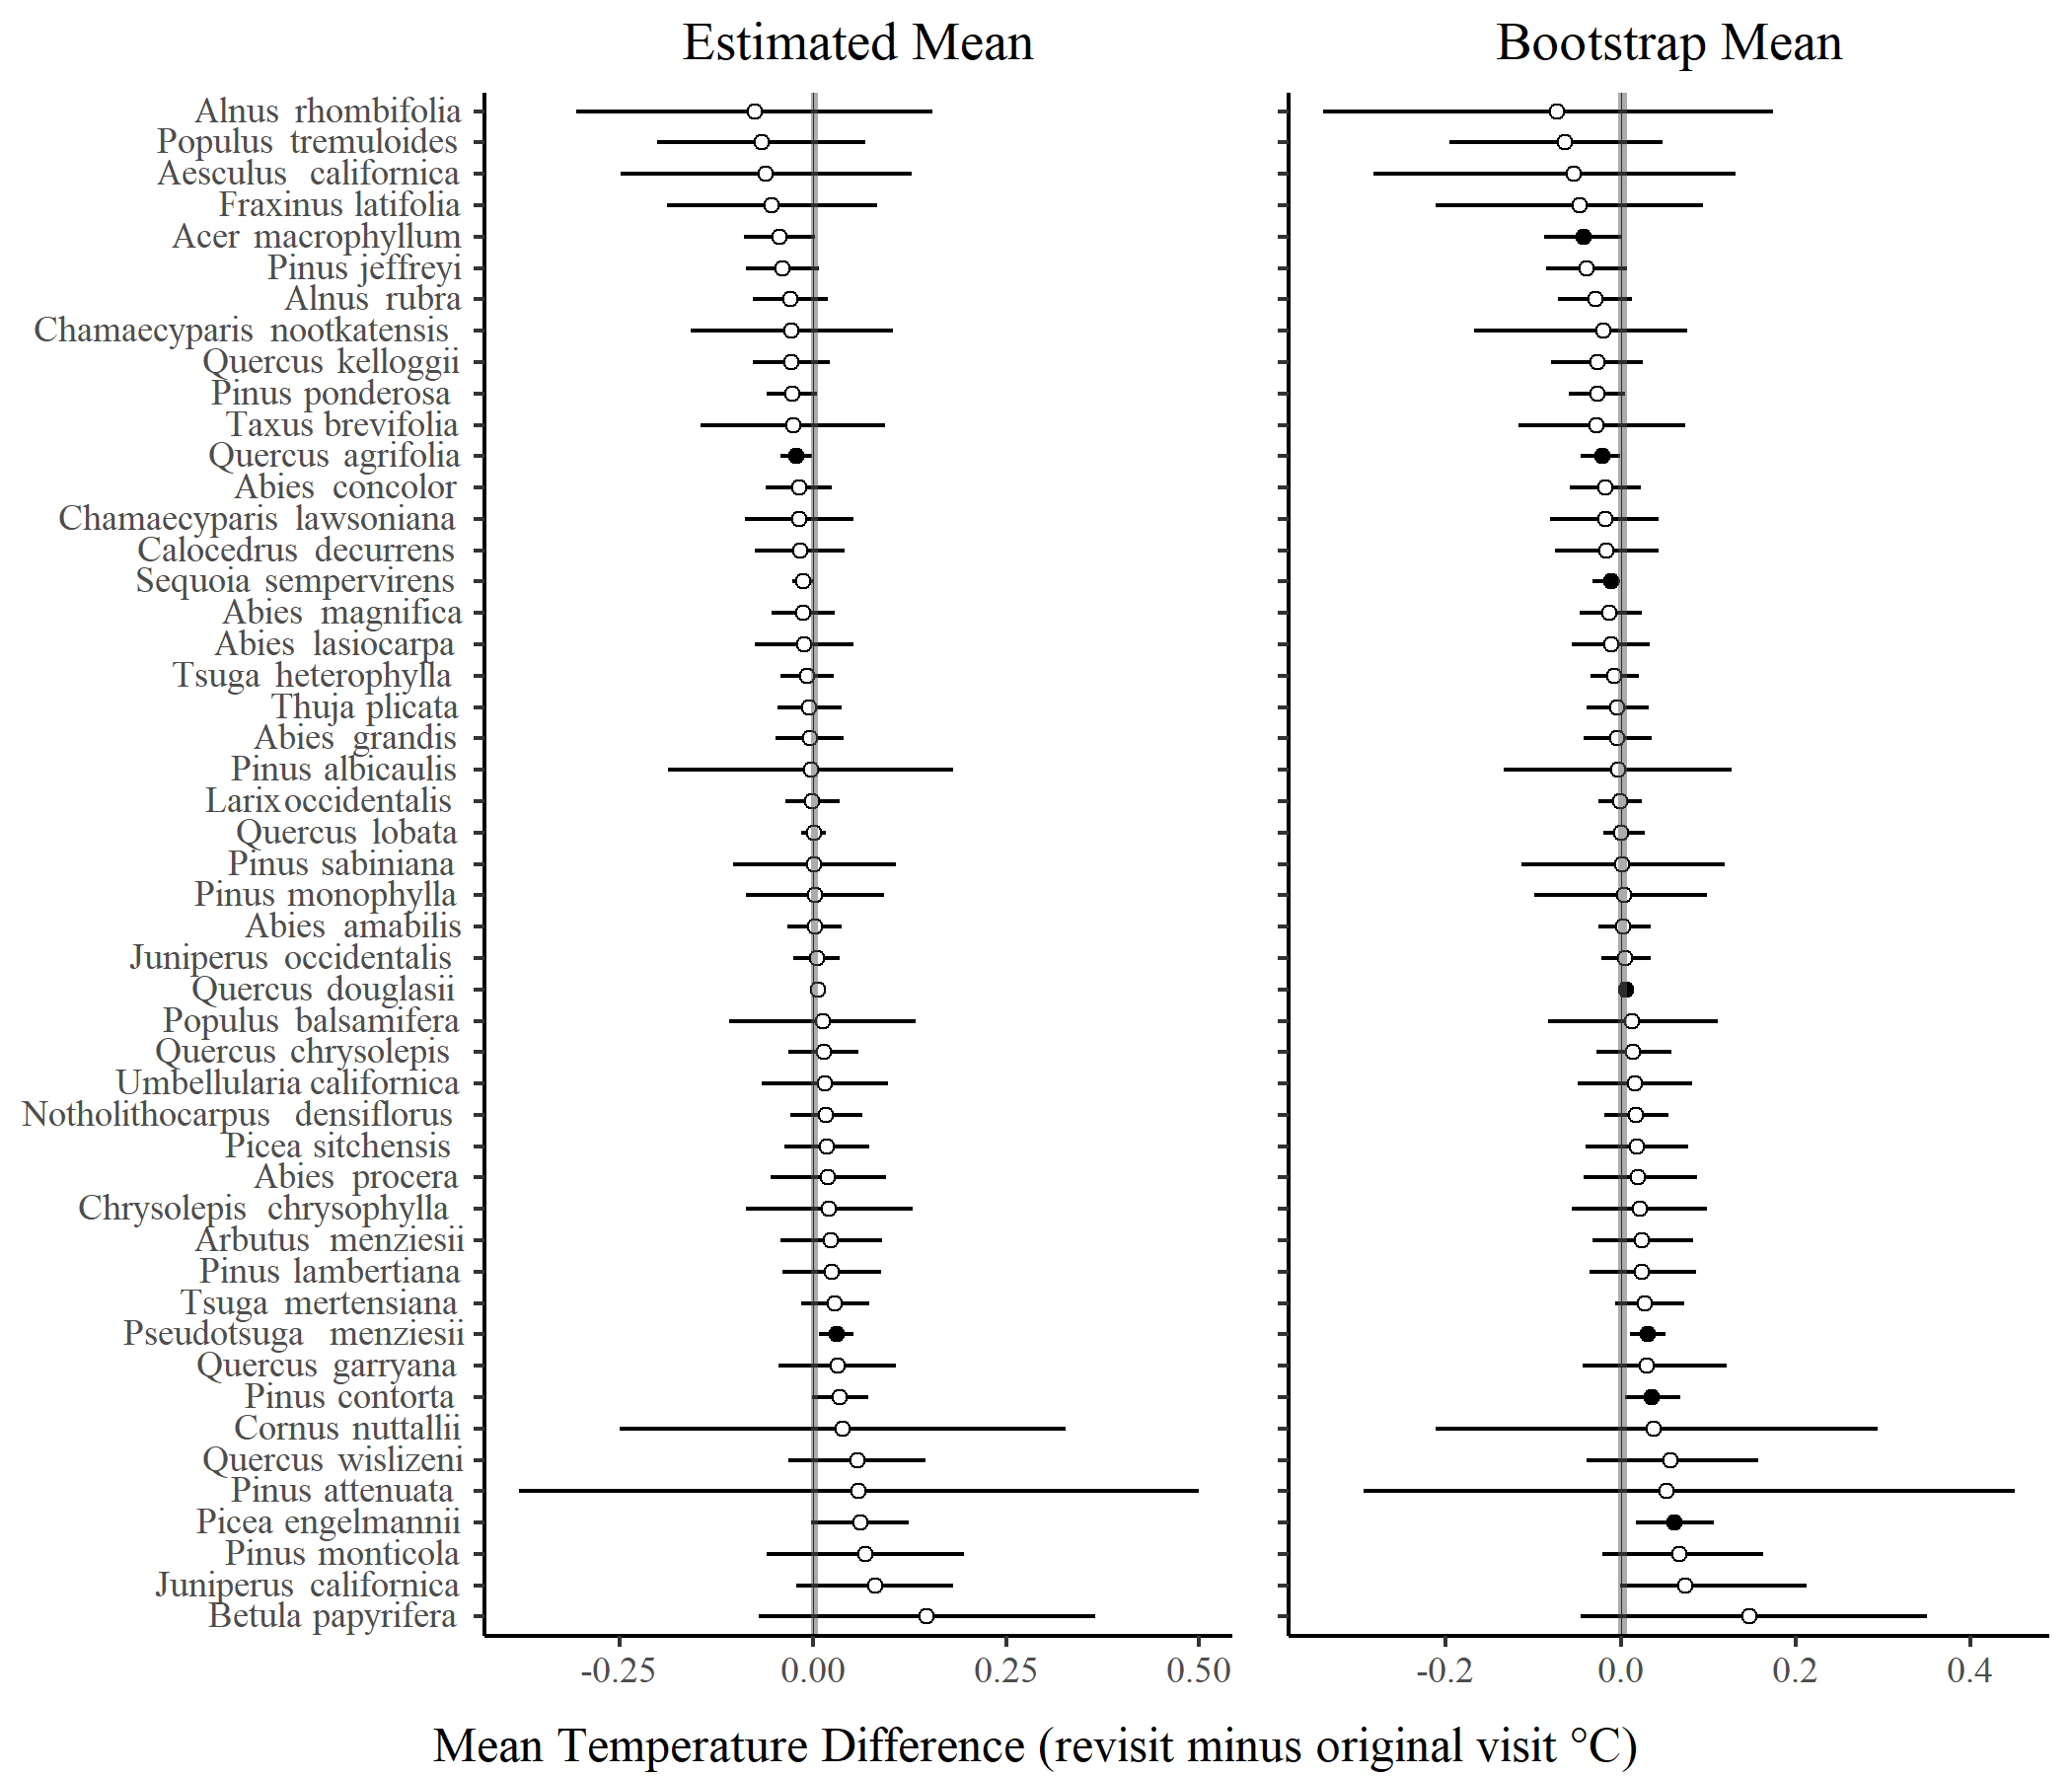 Estimated Mean
Bootstrap Mean
Alnus rhombifolia
Populus tremuloides
Aesculus californica
Fraxinus latifolia
Acer macrophyllum
Pinus jeffreyi
Alnus rubra
Chamaecyparis nootkatensis
Quercus kelloggii
Pinus ponderosa
Taxus brevifolia
Quercus agrifolia
Abies concolor
Chamaecyparis lawsoniana
Calocedrus decurrens
Sequoia sempervirens
Abies magnifica
Abies lasiocarpa
Tsuga heterophylla
Thuja plicata
Abies grandis
Pinus albicaulis
Larix occidentalis
Quercus lobata
Pinus sabiniana
Pinus monophylla
Abies amabilis
Juniperus occidentalis
Quercus douglasii
Populus balsamifera
Quercus chrysolepis
Umbellularia californica
Notholithocarpus densiflorus
Picea sitchensis
Abies procera
Chrysolepis chrysophylla
Arbutus menziesii
Pinus lambertiana
Tsuga mertensiana
Pseudotsuga menziesii
Quercus garryana
Pinus contorta
Cornus nuttallii
Quercus wislizeni
Pinus attenuata
Picea engelmannii
Pinus monticola
Juniperus californica
Betula papyrifera
-0.25 0.00 0.25 0.50
-0.2 0.0 0.2 0.4
Mean Temperature Difference (revisit minus original visit °C)